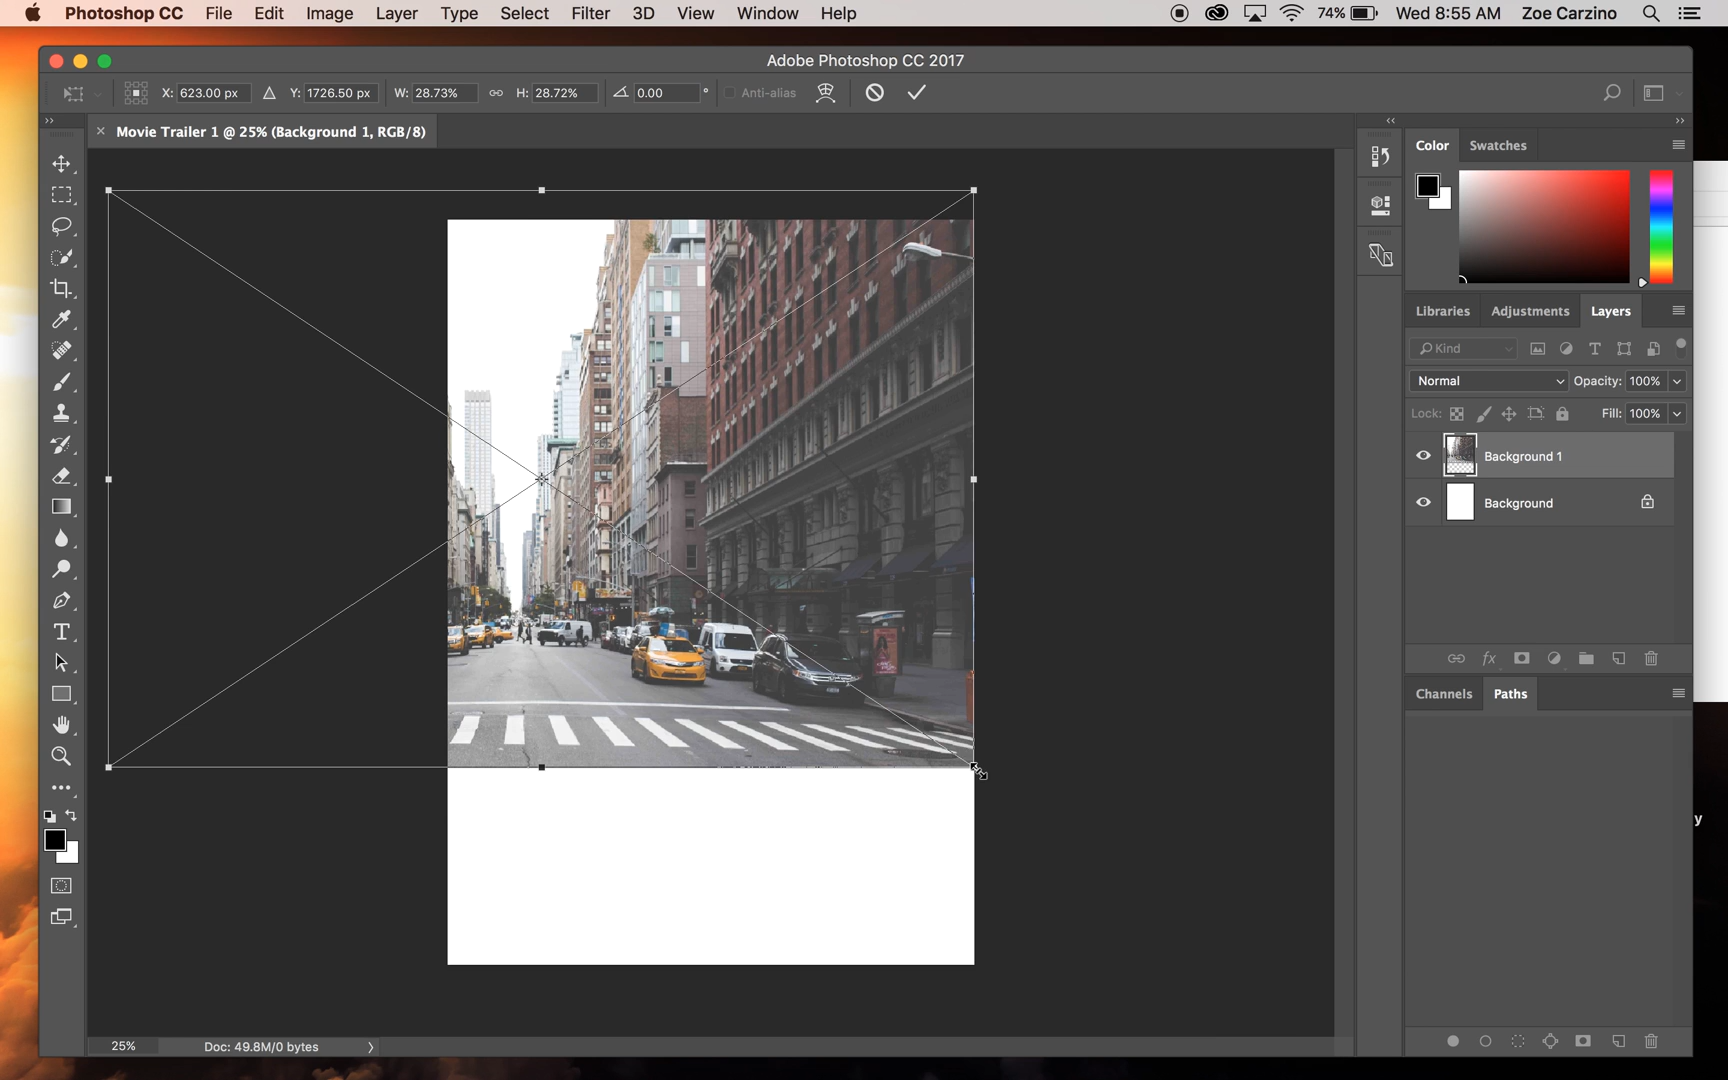 Photoshop CC File Edit Image Layer Type Select Filter 3D View Window Help 74% Wed 8:55 AM Zoe Carzino
Adobe Photoshop CC 2017
X: 623.00 px Y: 1726.50 px W: 28.73% H: 28.72% 0.00 ° Anti-alias
Movie Trailer 1 @ 25% (Background 1, RGB/8)
Color Swatches
Libraries Adjustments Layers
Kind
Normal Opacity: 100%
Lock: Fill: 100%
Background 1
Background
Channels Paths
y
25% Doc: 49.8M/0 bytes